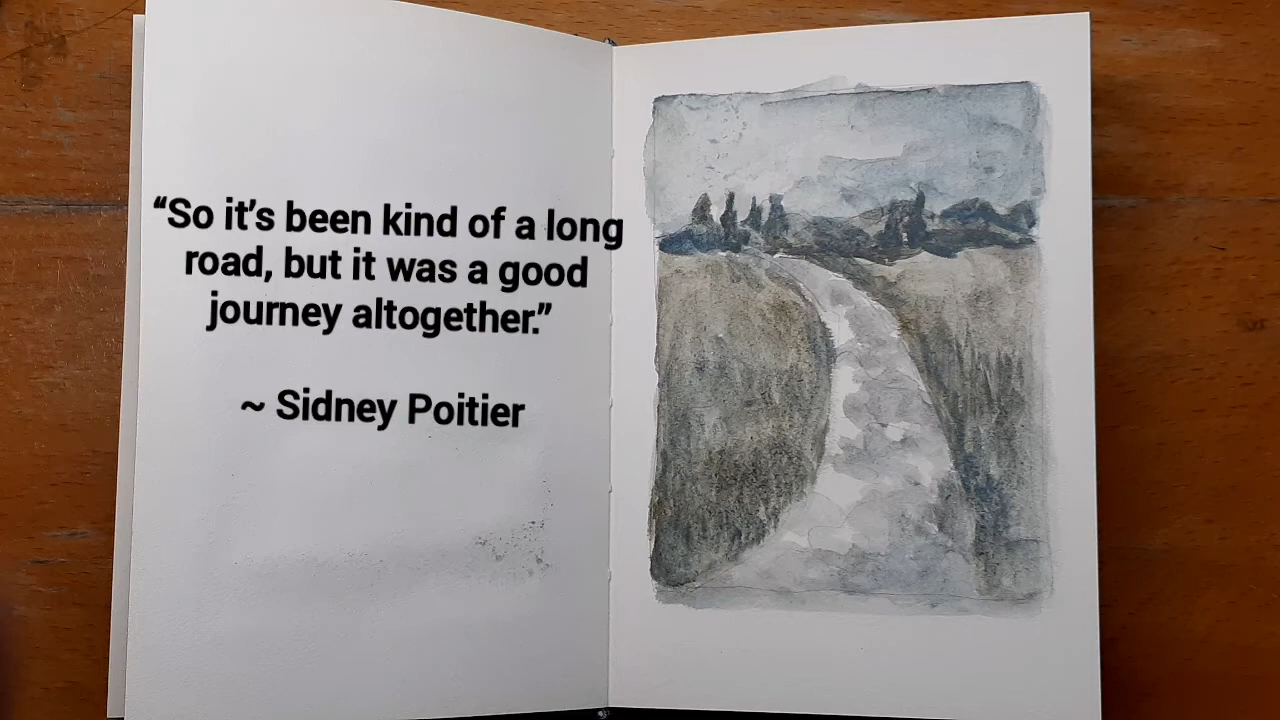 “So it’s been kind of a long
road, but it was a good
journey altogether.”
~ Sidney Poitier